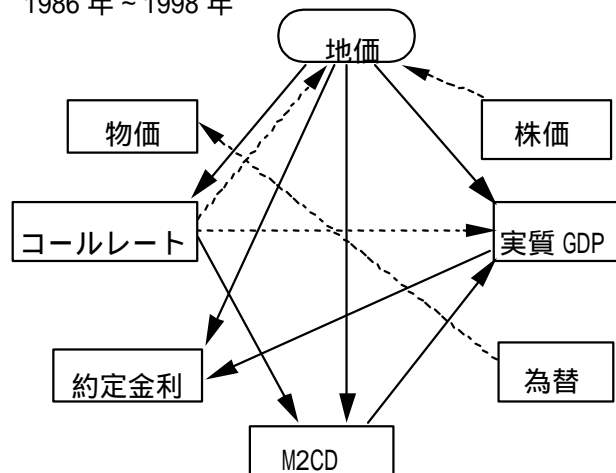 1986 年 ~ 1998 年
地価
物価
株価
コールレート
実質 GDP
約定金利
為替
M2CD